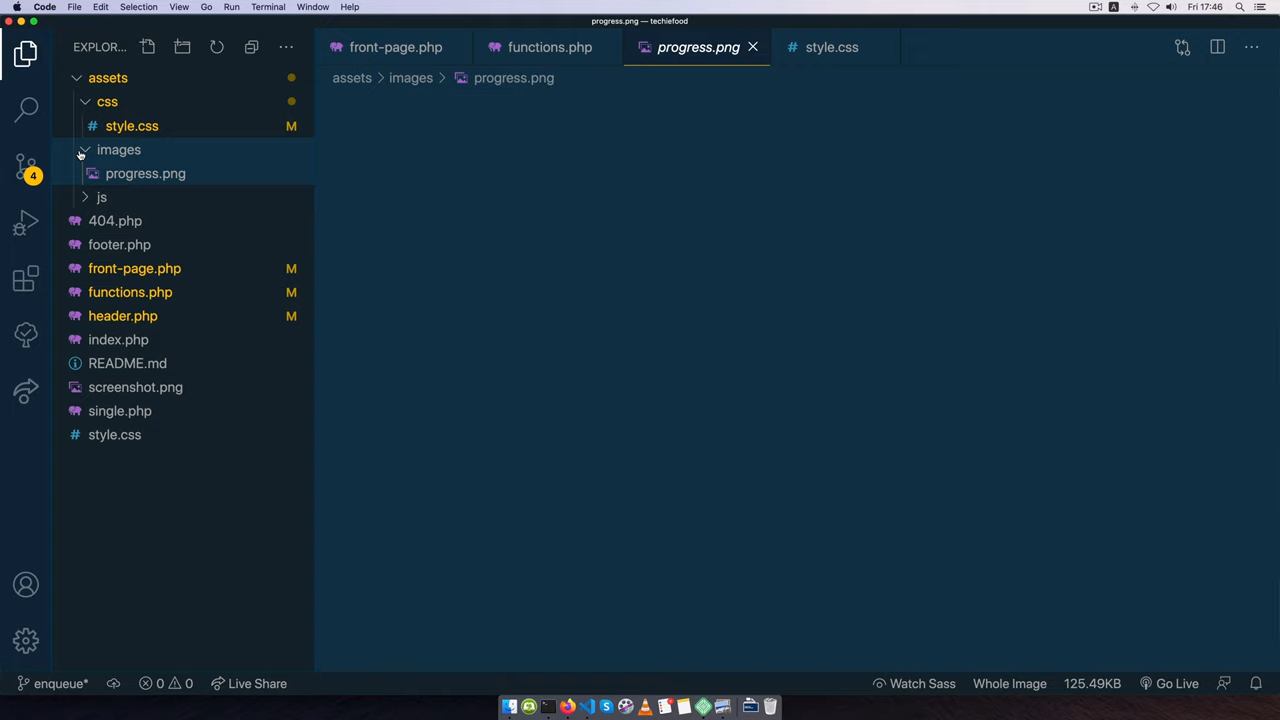 Code File Edit Selection View Go Run Terminal Window Help A Fri 17:46
progress.png — techiefood
EXPLOR...
front-page.php functions.php progress.png style.css
assets images progress.png
assets
css
# style.css M
images
progress.png
js
404.php
footer.php
front-page.php M
functions.php M
header.php M
index.php
README.md
screenshot.png
single.php
# style.css
4
enqueue* 0 0 Live Share Watch Sass Whole Image 125.49KB Go Live